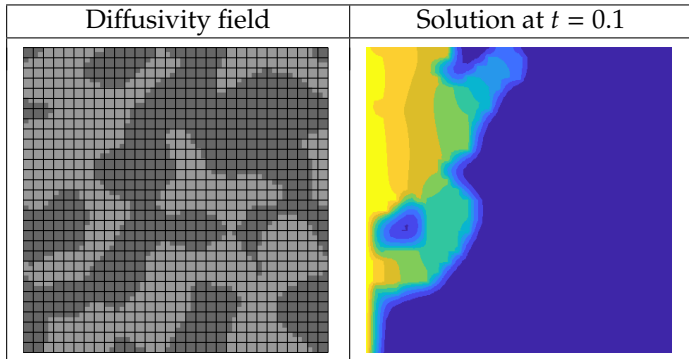 Diffusivity field
Solution at t = 0.1